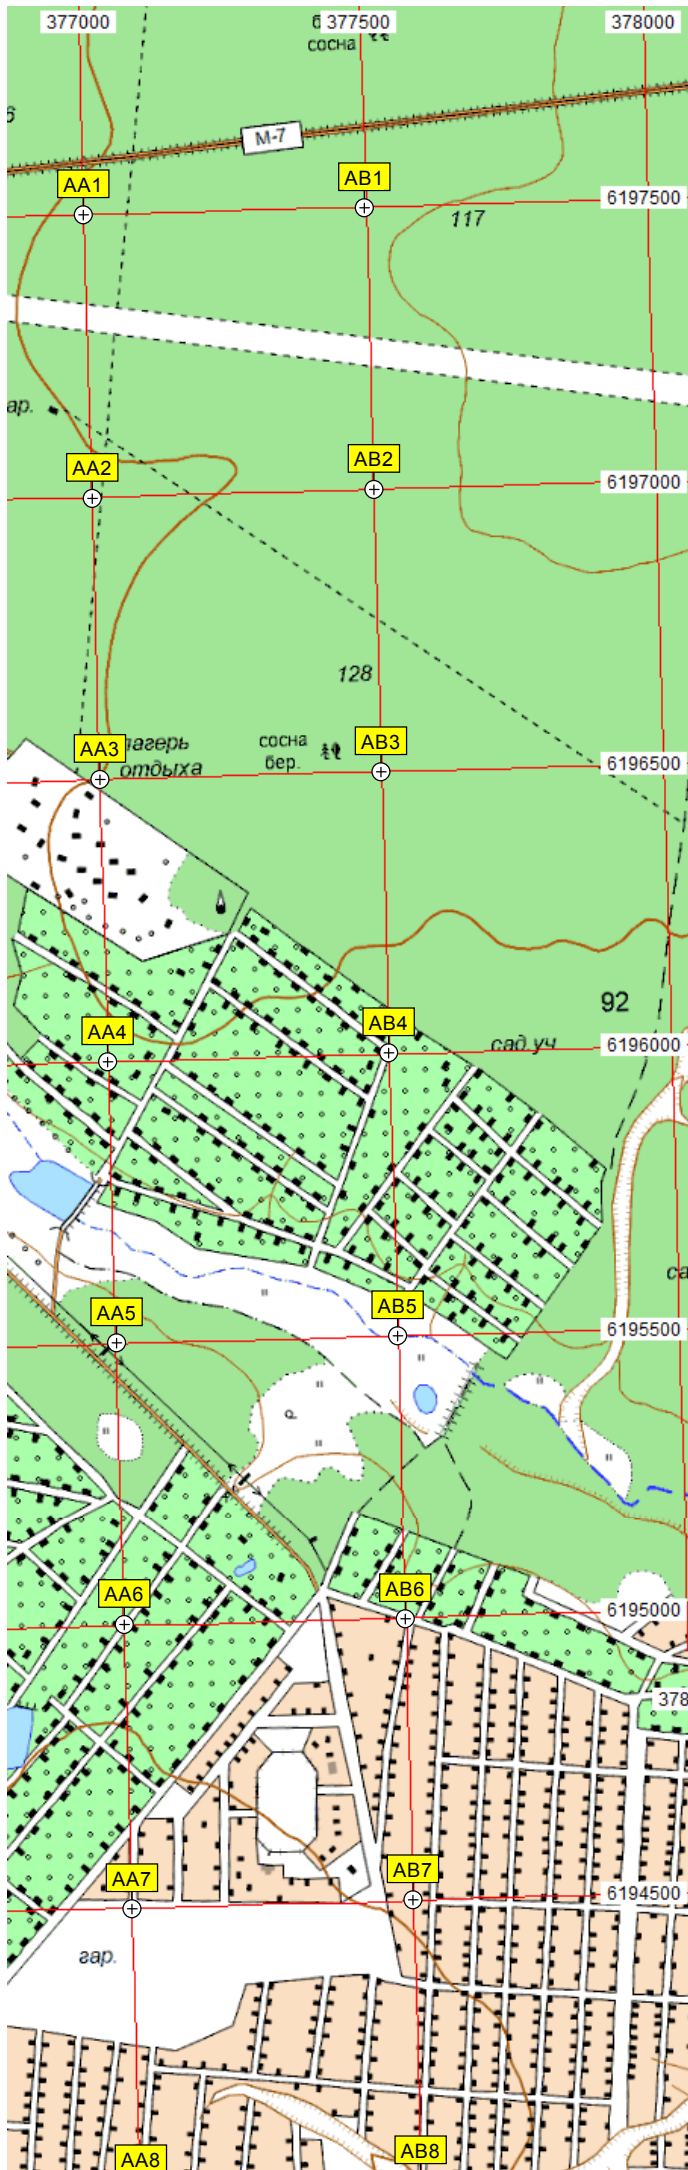 377000
377500
378000
сосна
6
М-7
AA1
AB1
6197500
117
ар.
AA2
AB2
6197000
128
AA3
лагерь
отдыха
сосна
бер.
AB3
6196500
92
AA4
AB4
сад.уч
6196000
са
AA5
AB5
6195500
AA6
AB6
6195000
378
AA7
AB7
6194500
гар.
AA8
AB8